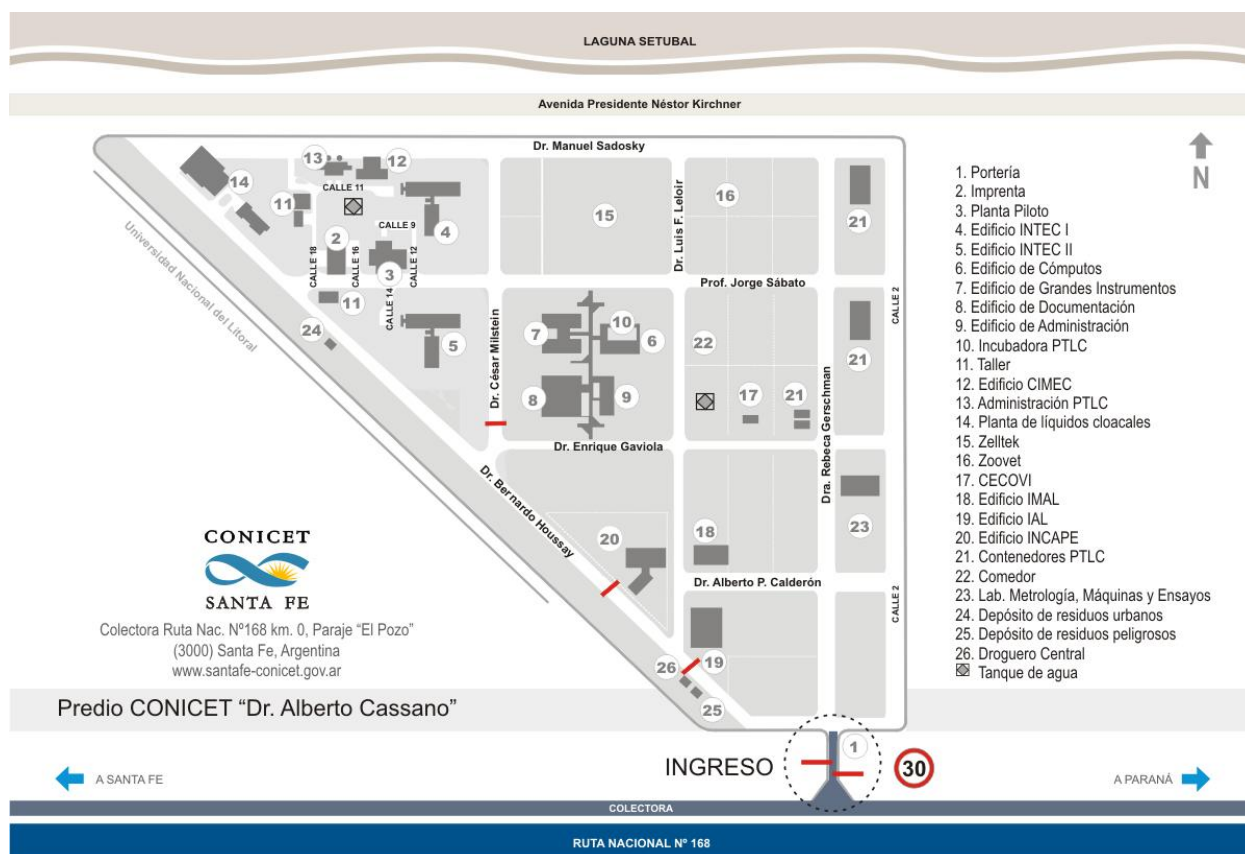 LAGUNA SETUBAL
Avenida Presidente Néstor Kirchner
Dr. Manuel Sadosky
N
13
12
14
CALLE 11
11
4
15
16
21
Dr. Luis F. Leloir
2
CALLE 9
3
CALLE 18
CALLE 16
CALLE 12
Universidad Nacional del Litoral
Prof. Jorge Sábato
CALLE 2
11
CALLE 14
24
5
Dr. César Milstein
7
10
6
22
21
8
9
17
21
Dr. Enrique Gaviola
Dra. Rebeca Gerschman
Dr. Bernardo Houssay
20
18
23
Dr. Alberto P. Calderón
CALLE 2
26
19
25
1. Portería
2. Imprenta
3. Planta Piloto
4. Edificio INTEC I
5. Edificio INTEC II
6. Edificio de Cómputos
7. Edificio de Grandes Instrumentos
8. Edificio de Documentación
9. Edificio de Administración
10. Incubadora PTLC
11. Taller
12. Edificio CIMEC
13. Administración PTLC
14. Planta de líquidos cloacales
15. Zelltek
16. Zoovet
17. CECOVI
18. Edificio IMAL
19. Edificio IAL
20. Edificio INCAPE
21. Contenedores PTLC
22. Comedor
23. Lab. Metrología, Máquinas y Ensayos
24. Depósito de residuos urbanos
25. Depósito de residuos peligrosos
26. Droguero Central
Tanque de agua
CONICET
SANTA FE
Colectora Ruta Nac. Nº168 km. 0, Paraje “El Pozo”
(3000) Santa Fe, Argentina
www.santafe-conicet.gov.ar
Predio CONICET “Dr. Alberto Cassano”
1
INGRESO
30
A SANTA FE
A PARANÁ
COLECTORA
RUTA NACIONAL Nº 168